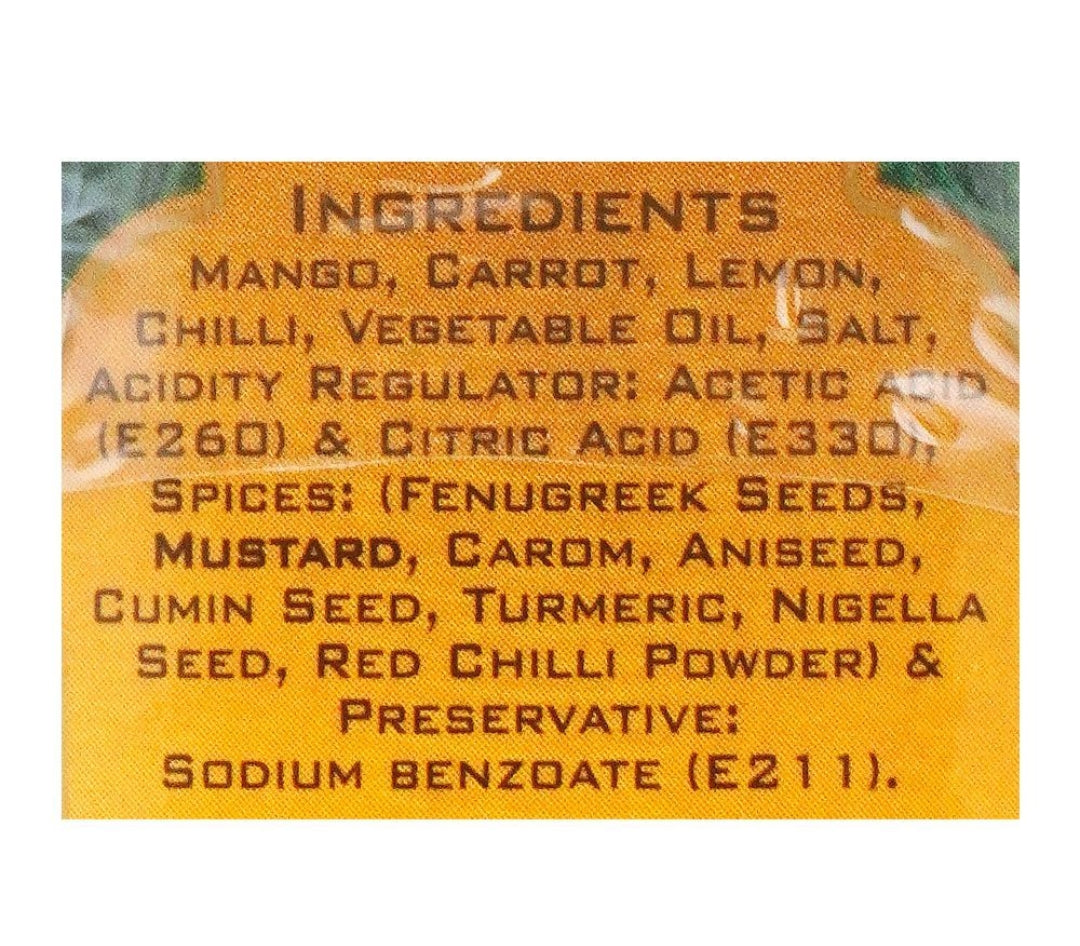 INGREDIENTS
MANGO, CARROT, LEMON,
CHILLI, VEGETABLE OIL, SALT,
ACIDITY REGULATOR: ACETIC ACID
(E260) & CITRIC ACID (E330),
SPICES: (FENUGREEK SEEDS,
MUSTARD, CAROM, ANISEED,
CUMIN SEED, TURMERIC, NIGELLA
SEED, RED CHILLI POWDER) &
PRESERVATIVE:
SODIUM BENZOATE (E211).